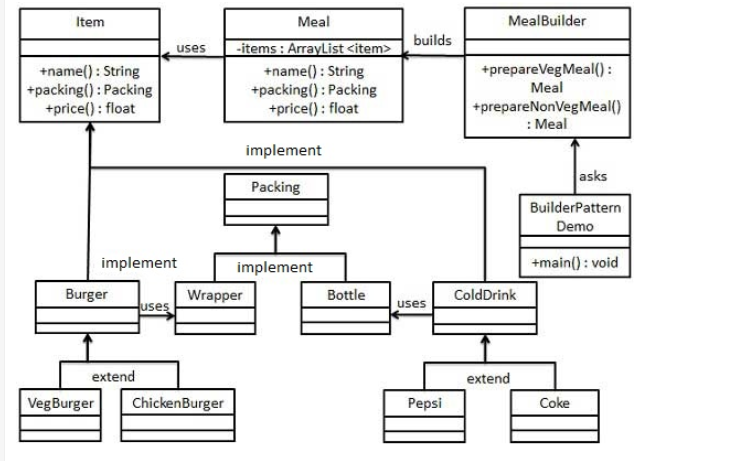 Item
+name() : String
+packing() : Packing
+price() : float
uses
Meal
-items : ArrayList <item>
+name() : String
+packing() : Packing
+price() : float
builds
MealBuilder
+prepareVegMeal() :
Meal
+prepareNonVegMeal()
: Meal
asks
BuilderPattern
Demo
+main() : void
implement
Packing
implement
implement
Burger
uses
Wrapper
Bottle
uses
ColdDrink
extend
VegBurger
ChickenBurger
extend
Pepsi
Coke